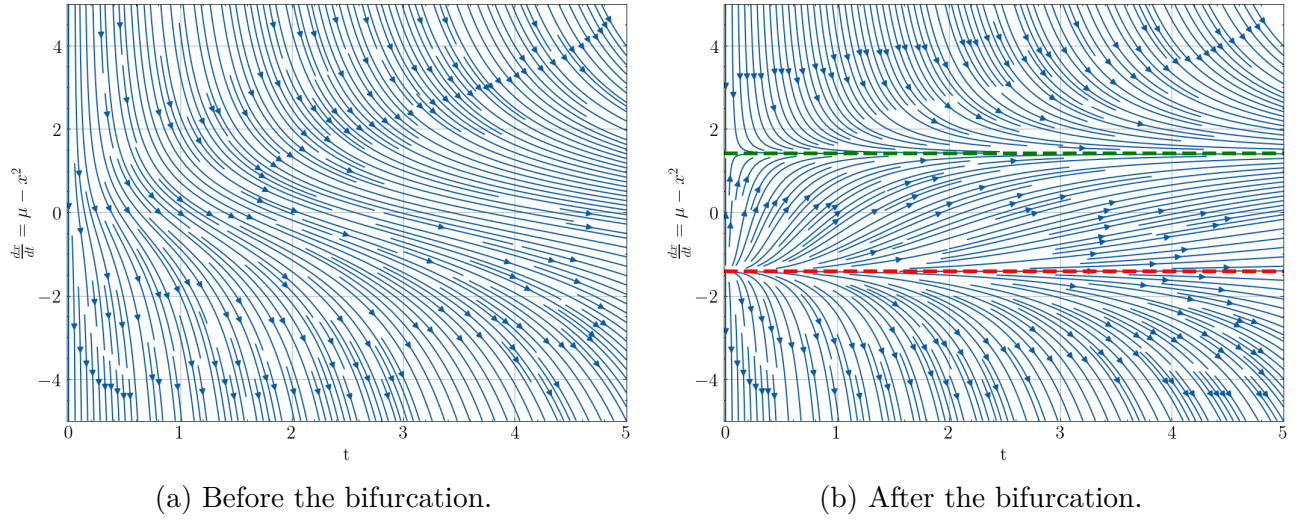 4
2
0
−2
−4
dx/dt = μ − x²
0 1 2 3 4 5
t
(a) Before the bifurcation.
4
2
0
−2
−4
dx/dt = μ − x²
0 1 2 3 4 5
t
(b) After the bifurcation.